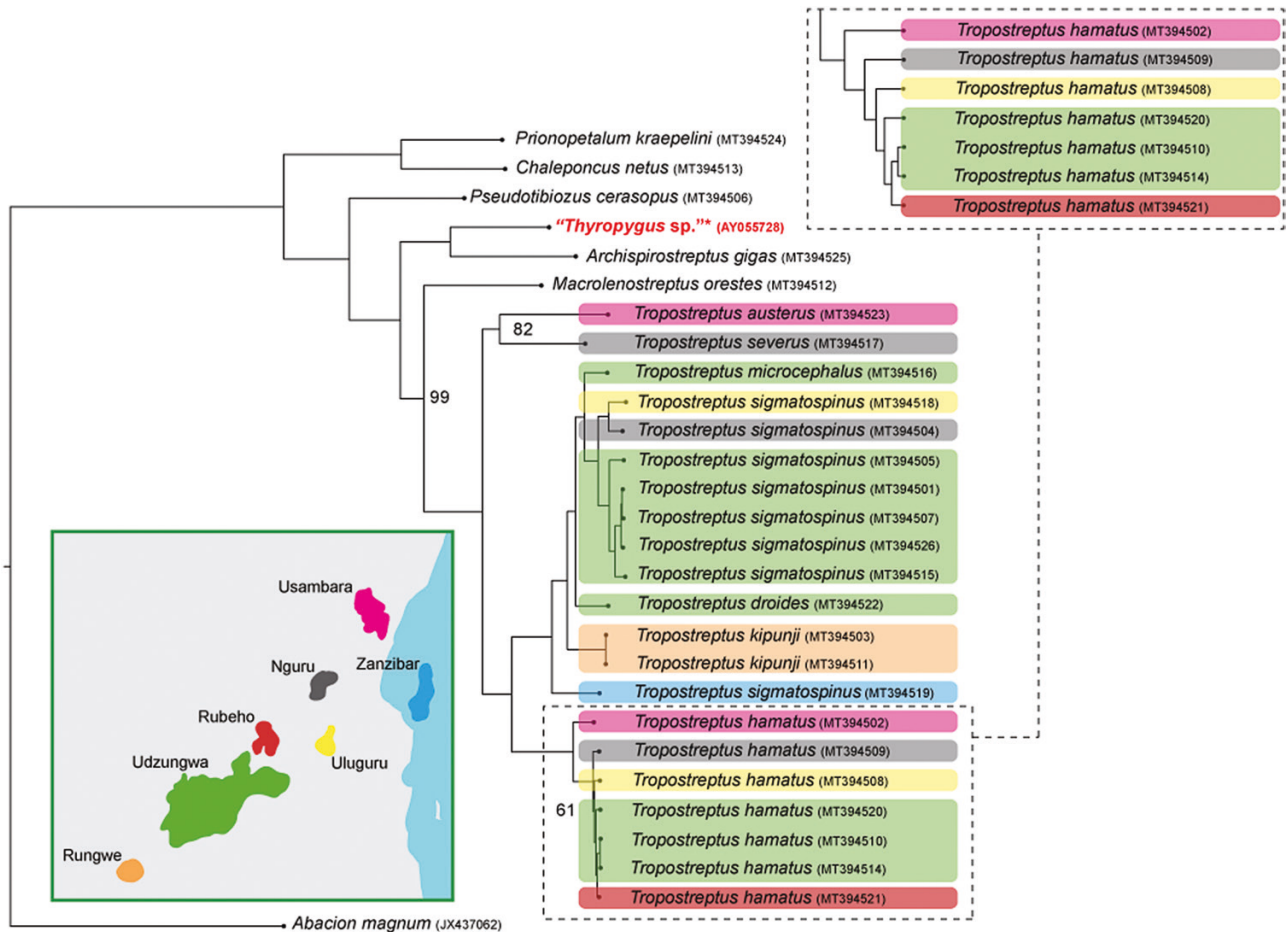 Tropostreptus hamatus (MT394502)
Tropostreptus hamatus (MT394509)
Tropostreptus hamatus (MT394508)
Tropostreptus hamatus (MT394520)
Tropostreptus hamatus (MT394510)
Tropostreptus hamatus (MT394514)
Tropostreptus hamatus (MT394521)
Prionopetalum kraepelini (MT394524)
Chaleponcus netus (MT394513)
Pseudotibiozus cerasopus (MT394506)
“Thyropygus sp.”* (AY055728)
Archispirostreptus gigas (MT394525)
Macrolenostreptus orestes (MT394512)
Tropostreptus austerus (MT394523)
82
Tropostreptus severus (MT394517)
Tropostreptus microcephalus (MT394516)
99
Tropostreptus sigmatospinus (MT394518)
Tropostreptus sigmatospinus (MT394504)
Tropostreptus sigmatospinus (MT394505)
Tropostreptus sigmatospinus (MT394501)
Tropostreptus sigmatospinus (MT394507)
Tropostreptus sigmatospinus (MT394526)
Tropostreptus sigmatospinus (MT394515)
Tropostreptus droides (MT394522)
Tropostreptus kipunji (MT394503)
Tropostreptus kipunji (MT394511)
Tropostreptus sigmatospinus (MT394519)
Tropostreptus hamatus (MT394502)
Tropostreptus hamatus (MT394509)
Tropostreptus hamatus (MT394508)
61
Tropostreptus hamatus (MT394520)
Tropostreptus hamatus (MT394510)
Tropostreptus hamatus (MT394514)
Tropostreptus hamatus (MT394521)
Abacion magnum (JX437062)
Usambara
Nguru
Zanzibar
Rubeho
Udzungwa
Uluguru
Rungwe